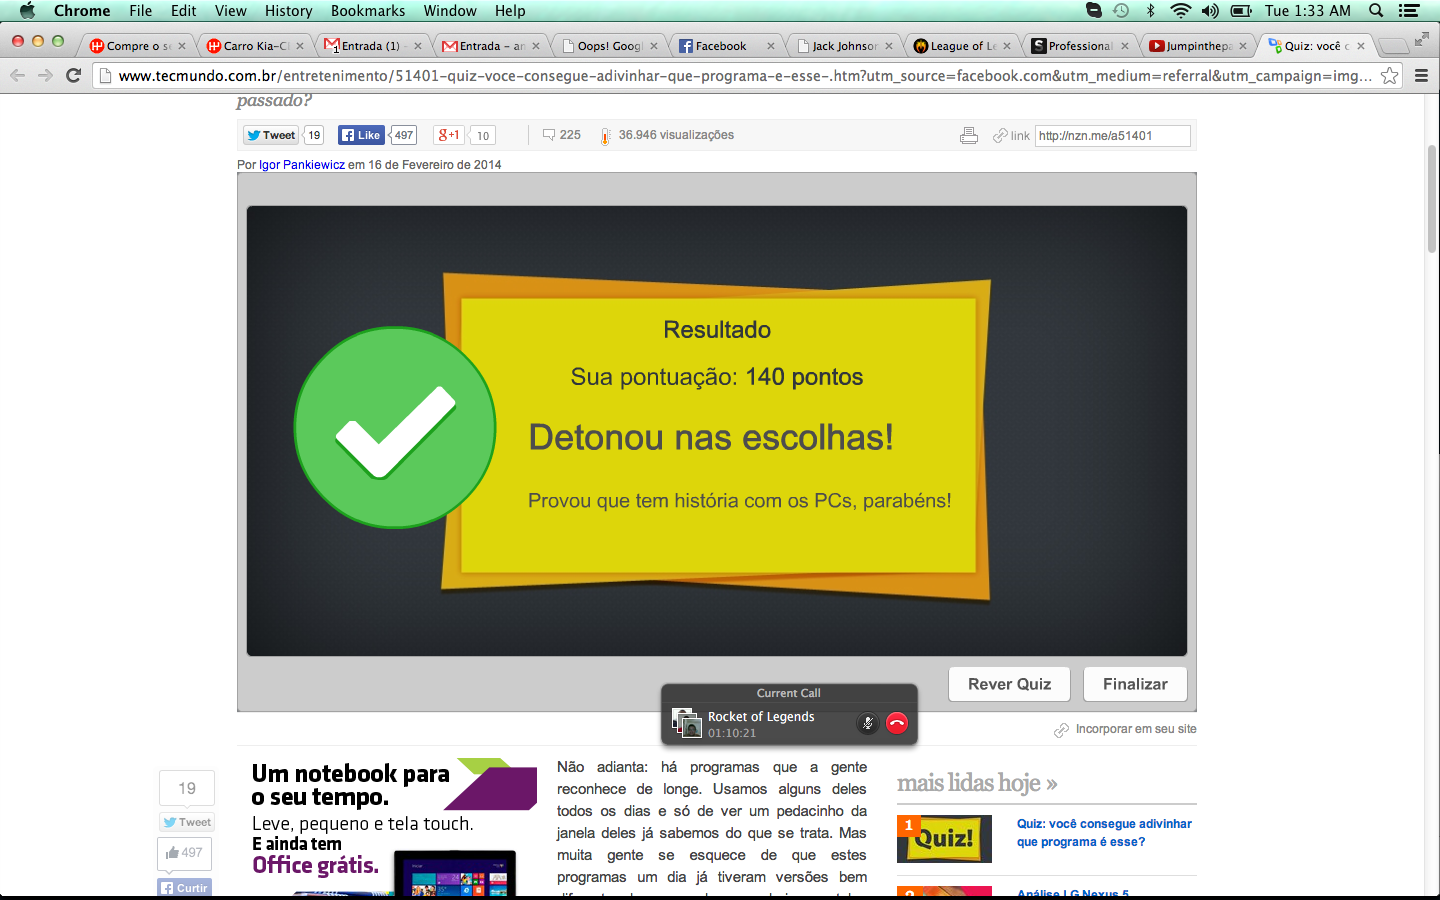 Chrome File Edit View History Bookmarks Window Help Tue 1:33 AM
Compre o s
Carro Kia-C
Entrada (1) -
Entrada – an
Oops! Goog
Facebook
Jack Johnso
League of L
Professional
Jumpinthepa
Quiz: você c
www.tecmundo.com.br/entretenimento/51401-quiz-voce-consegue-adivinhar-que-programa-e-esse-.htm?utm_source=facebook.com&utm_medium=referral&utm_campaign=img...
passado?
Tweet 19 Like 497 g+1 10 225 36.946 visualizações link http://nzn.me/a51401
Por Igor Pankiewicz em 16 de Fevereiro de 2014
Resultado
Sua pontuação: 140 pontos
Detonou nas escolhas!
Provou que tem história com os PCs, parabéns!
Rever Quiz Finalizar
Current Call
Rocket of Legends
01:10:21
Incorporar em seu site
19
Tweet
497
Curtir
Um notebook para
o seu tempo.
Leve, pequeno e tela touch.
E ainda tem
Office grátis.
Não adianta: há programas que a gente
reconhece de longe. Usamos alguns deles
todos os dias e só de ver um pedacinho da
janela deles já sabemos do que se trata. Mas
muita gente se esquece de que estes
programas um dia já tiveram versões bem
mais lidas hoje »
1
Quiz!
Quiz: você consegue adivinhar
que programa é esse?
2
Análise LG Nexus 5